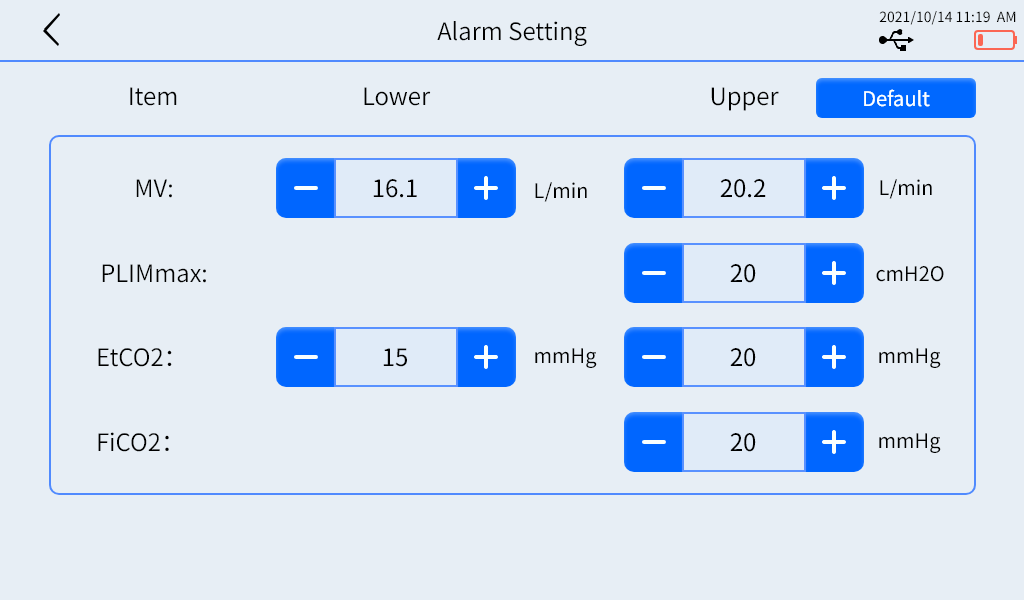 Alarm Setting
2021/10/14 11:19 AM
Item Lower Upper Default
MV: 16.1 L/min 20.2 L/min
PLIMmax: 20 cmH2O
EtCO2： 15 mmHg 20 mmHg
FiCO2： 20 mmHg